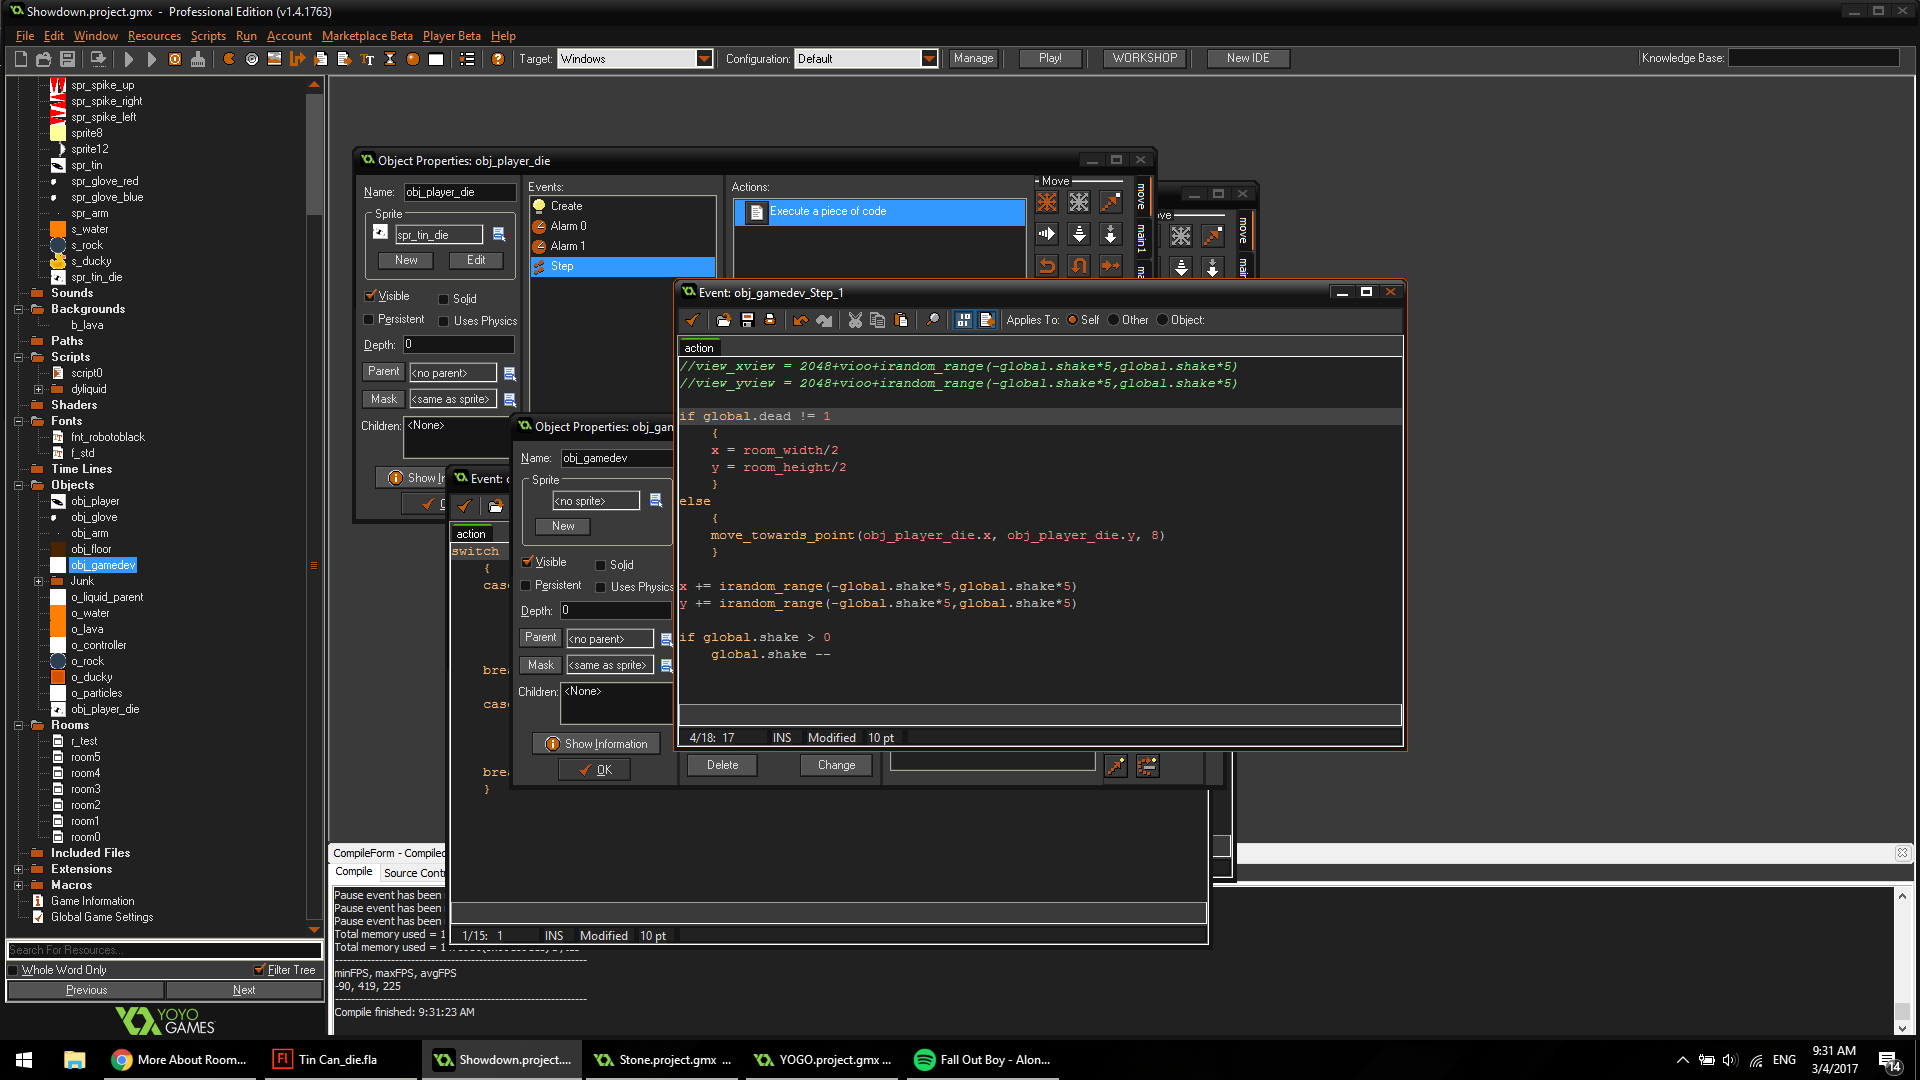 Showdown.project.gmx - Professional Edition (v1.4.1763)
File Edit Window Resources Scripts Run Account Marketplace Beta Player Beta Help
Target: Windows Configuration: Default Manage Play! WORKSHOP New IDE Knowledge Base:
spr_spike_up
spr_spike_right
spr_spike_left
sprite8
sprite12
spr_tin
spr_glove_red
spr_glove_blue
spr_arm
s_water
s_rock
s_ducky
spr_tin_die
Sounds
Backgrounds
b_lava
Paths
Scripts
script0
dyliquid
Shaders
Fonts
fnt_robotoblack
f_std
Time Lines
Objects
obj_player
obj_glove
obj_arm
obj_floor
obj_gamedev
Junk
o_liquid_parent
o_water
o_lava
o_controller
o_rock
o_ducky
o_particles
obj_player_die
Rooms
r_test
room5
room4
room3
room2
room1
room0
Included Files
Extensions
Macros
Game Information
Global Game Settings
Search For Resources...
Whole Word Only Filter Tree
Previous Next
YOYO
GAMES
Object Properties: obj_player_die
Name: obj_player_die
Sprite
spr_tin_die
New Edit
Visible Solid
Persistent Uses Physics
Depth: 0
Parent <no parent>
Mask <same as sprite>
Children: <None>
Show In
Events:
Create
Alarm 0
Alarm 1
Step
Actions:
Execute a piece of code
Move
move
main1
ma
ve
move
mai
Event: obj_gamedev_Step_1
Applies To: Self Other Object:
action
//view_xview = 2048+vioo+irandom_range(-global.shake*5,global.shake*5)
//view_yview = 2048+vioo+irandom_range(-global.shake*5,global.shake*5)
if global.dead != 1
{
x = room_width/2
y = room_height/2
}
else
{
move_towards_point(obj_player_die.x, obj_player_die.y, 8)
}
x += irandom_range(-global.shake*5,global.shake*5)
y += irandom_range(-global.shake*5,global.shake*5)
if global.shake > 0
global.shake --
4/18: 17 INS Modified 10 pt
Delete Change
Object Properties: obj_gam
Name: obj_gamedev
Sprite
<no sprite>
New
Visible Solid
Persistent Uses Physics
Depth: 0
Parent <no parent>
Mask <same as sprite>
Children: <None>
Show Information
OK
Event:
action
switch
{
case
brea
case
brea
}
1/15: 1 INS Modified 10 pt
CompileForm - Compiled
Compile Source Contr
Pause event has been
Pause event has been
Pause event has been
Total memory used = 1
Total memory used = 1
minFPS, maxFPS, avgFPS
-90, 419, 225
Compile finished: 9:31:23 AM
More About Room... Tin Can_die.fla Showdown.project.... Stone.project.gmx ... YOGO.project.gmx ... Fall Out Boy - Alon...
ENG
9:31 AM
3/4/2017
14